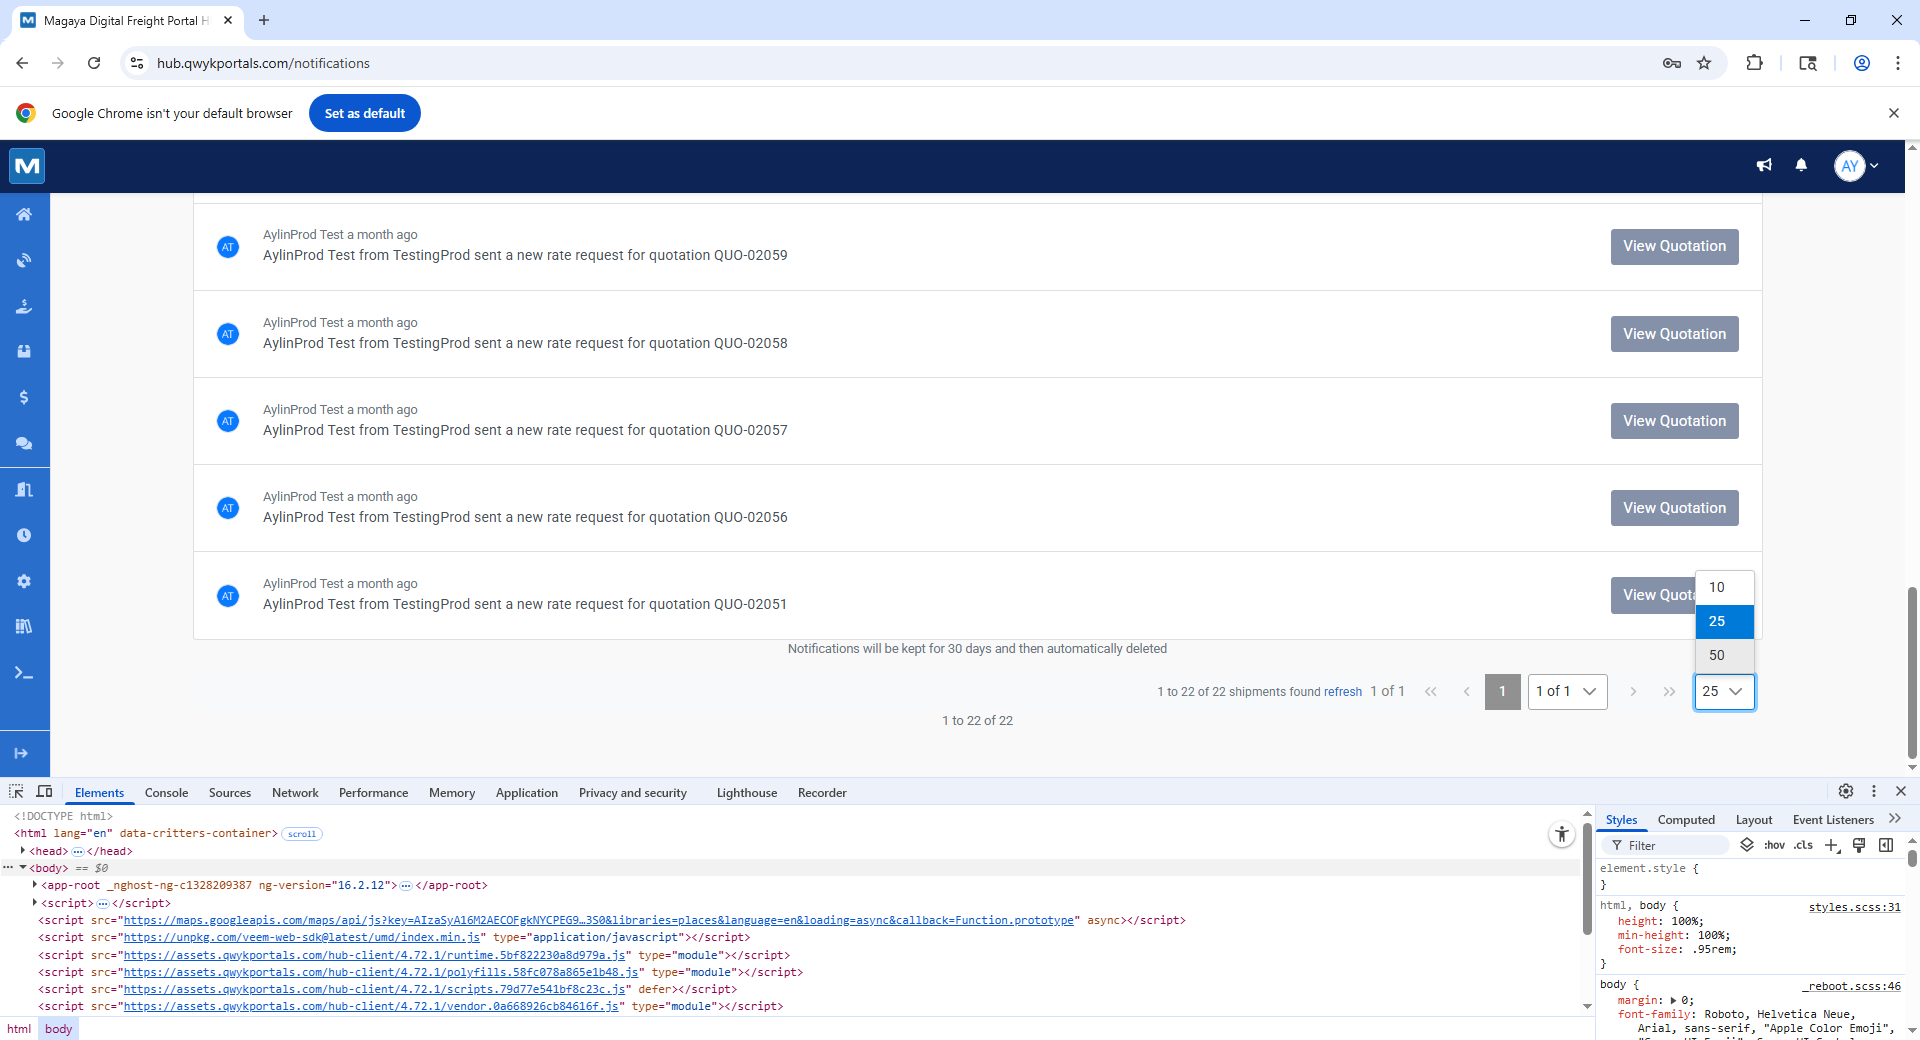 Magaya Digital Freight Portal H
hub.qwykportals.com/notifications
Google Chrome isn't your default browser
Set as default
M
AY
AylinProd Test a month ago
AT
AylinProd Test from TestingProd sent a new rate request for quotation QUO-02059
View Quotation
AylinProd Test a month ago
AT
AylinProd Test from TestingProd sent a new rate request for quotation QUO-02058
View Quotation
AylinProd Test a month ago
AT
AylinProd Test from TestingProd sent a new rate request for quotation QUO-02057
View Quotation
AylinProd Test a month ago
AT
AylinProd Test from TestingProd sent a new rate request for quotation QUO-02056
View Quotation
AylinProd Test a month ago
AT
AylinProd Test from TestingProd sent a new rate request for quotation QUO-02051
View Quota
10
25
50
Notifications will be kept for 30 days and then automatically deleted
1 to 22 of 22 shipments found refresh 1 of 1 « ‹ 1 1 of 1 › » 25
1 to 22 of 22
Elements Console Sources Network Performance Memory Application Privacy and security Lighthouse Recorder
<!DOCTYPE html>
<html lang="en" data-critters-container> scroll
<head> … </head>
<body> == $0
<app-root _nghost-ng-c1328209387 ng-version="16.2.12"> … </app-root>
<script> … </script>
<script src="https://maps.googleapis.com/maps/api/js?key=AIzaSyA16M2AECOFgkNYCPEG9…3S0&libraries=places&language=en&loading=async&callback=Function.prototype" async></script>
<script src="https://unpkg.com/veem-web-sdk@latest/umd/index.min.js" type="application/javascript"></script>
<script src="https://assets.qwykportals.com/hub-client/4.72.1/runtime.5bf822230a8d979a.js" type="module"></script>
<script src="https://assets.qwykportals.com/hub-client/4.72.1/polyfills.58fc078a865e1b48.js" type="module"></script>
<script src="https://assets.qwykportals.com/hub-client/4.72.1/scripts.79d77e541bf8c23c.js" defer></script>
<script src="https://assets.qwykportals.com/hub-client/4.72.1/vendor.0a668926cb84616f.js" type="module"></script>
html body
Styles Computed Layout Event Listeners
Filter :hov .cls
element.style {
}
html, body { styles.scss:31
height: 100%;
min-height: 100%;
font-size: .95rem;
}
body { _reboot.scss:46
margin: 0;
font-family: Roboto, Helvetica Neue,
Arial, sans-serif, "Apple Color Emoji",